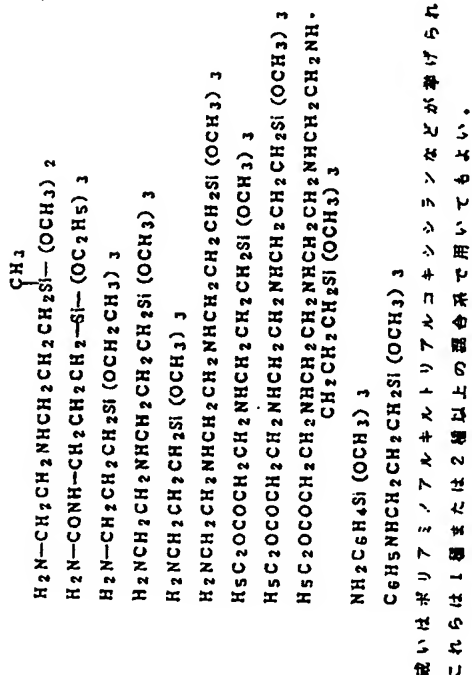 CH3
H2N-CH2CH2NHCH2CH2CH2Si-(OCH3)2
H2N-CONH-CH2CH2CH2-Si-(OC2H5)3
H2N-CH2CH2CH2Si(OCH2CH3)3
H2NCH2CH2NHCH2CH2CH2Si(OCH3)3
H2NCH2CH2CH2Si(OCH3)3
H2NCH2CH2NHCH2CH2NHCH2CH2CH2Si(OCH3)3
H5C2OCOCH2CH2NHCH2CH2CH2Si(OCH3)3
H5C2OCOCH2CH2NHCH2CH2NHCH2CH2CH2Si(OCH3)3
H5C2OCOCH2CH2NHCH2CH2NHCH2CH2NHCH2CH2NH・
CH2CH2CH2Si(OCH3)3
NH2C6H4Si(OCH3)3
C6H5NHCH2CH2CH2Si(OCH3)3
或いはポリアミノアルキルトリアルコキシシランなどが挙げられ
これらは1種または2種以上の混合系で用いてもよい。